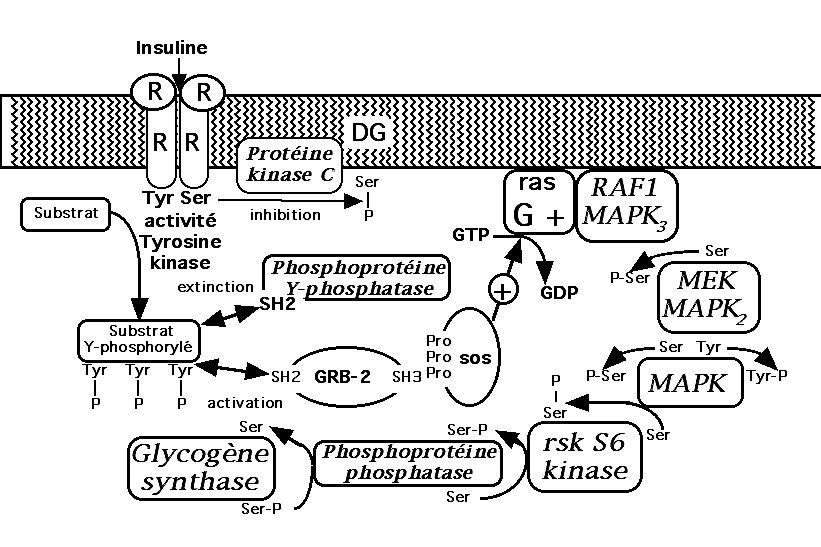 Insuline
R R
R R
DG
Protéine
kinase C
Ser
P
Tyr Ser
activité
Tyrosine
kinase
inhibition
ras
G +
RAF1
MAPK3
Substrat
GTP
GDP
P-Ser
Ser
MEK
MAPK2
extinction
SH2
Phosphoprotéine
Y-phosphatase
+
Substrat
Y-phosphorylé
Tyr Tyr Tyr
P P P
activation
SH2 GRB-2 SH3
Pro
Pro
Pro
sos
Ser Tyr
P-Ser
MAPK
Tyr-P
P
Ser
Ser
rsk S6
kinase
Ser-P
Ser
Phosphoprotéine
phosphatase
Ser
Ser-P
Glycogène
synthase